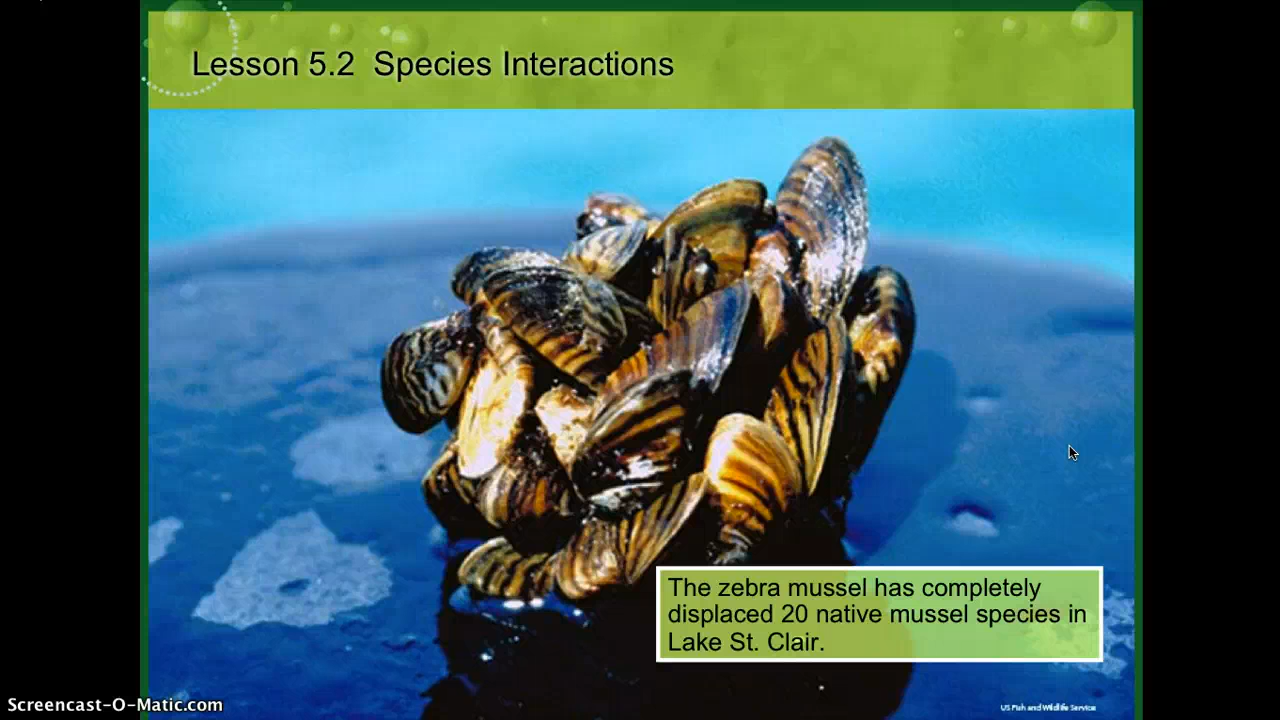 Lesson 5.2  Species Interactions
The zebra mussel has completely
displaced 20 native mussel species in
Lake St. Clair.
US Fish and Wildlife Service
Screencast-O-Matic.com